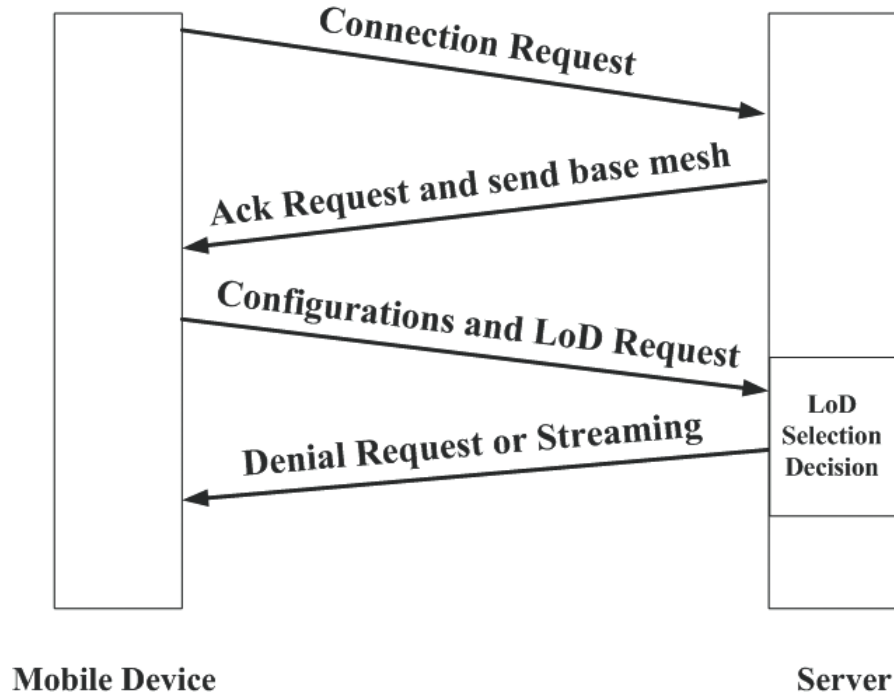 Connection Request
Ack Request and send base mesh
Configurations and LoD Request
LoD
Selection
Decision
Denial Request or Streaming
Mobile Device
Server